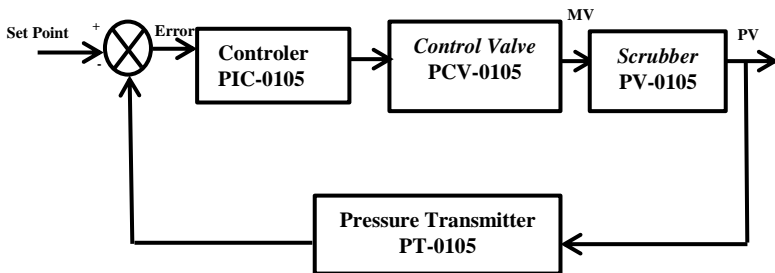 Set Point
+
-
Error
Controler
PIC-0105
Control Valve
PCV-0105
MV
Scrubber
PV-0105
PV
Pressure Transmitter
PT-0105